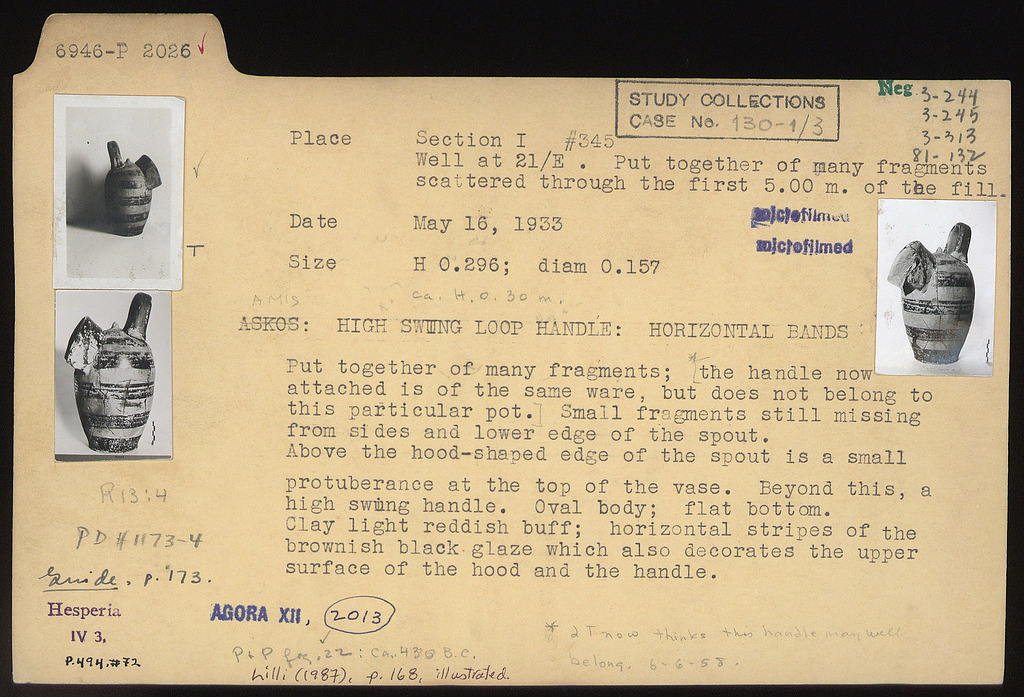 6946-P 2026 ✓
STUDY COLLECTIONS
CASE No. 130-1/3
Neg 3-244
3-245
3-313
81-132
Place Section I #345
Well at 21/E . Put together of many fragments
scattered through the first 5.00 m. of the fill.
Date May 16, 1933
microfilmed
microfilmed
T
Size H 0.296; diam 0.157
ca. H. 0.30 m.
AMIS
ASKOS: HIGH SWUNG LOOP HANDLE: HORIZONTAL BANDS
Put together of many fragments; *[the handle now
attached is of the same ware, but does not belong to
this particular pot.] Small fragments still missing
from sides and lower edge of the spout.
Above the hood-shaped edge of the spout is a small
protuberance at the top of the vase. Beyond this, a
high swung handle. Oval body; flat bottom.
Clay light reddish buff; horizontal stripes of the
brownish black glaze which also decorates the upper
surface of the hood and the handle.
R13:4
PD #1173-4
Guide, p. 173.
Hesperia
IV 3,
P.494,#72
AGORA XII, 2013
P & P fig. 22 : Ca. 430 B.C.
Lilli (1987), p. 168, illustrated.
* T now thinks this handle may well
belong. 6-6-58.